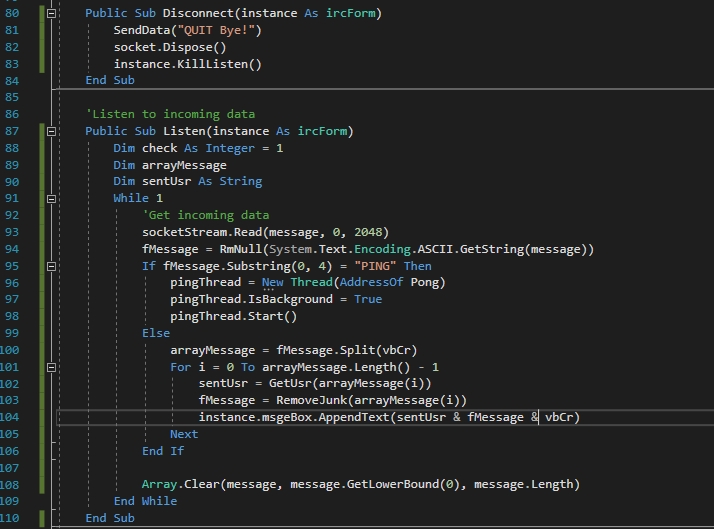 80 Public Sub Disconnect(instance As ircForm)
81 SendData("QUIT Bye!")
82 socket.Dispose()
83 instance.KillListen()
84 End Sub
85
86 'Listen to incoming data
87 Public Sub Listen(instance As ircForm)
88 Dim check As Integer = 1
89 Dim arrayMessage
90 Dim sentUsr As String
91 While 1
92 'Get incoming data
93 socketStream.Read(message, 0, 2048)
94 fMessage = RmNull(System.Text.Encoding.ASCII.GetString(message))
95 If fMessage.Substring(0, 4) = "PING" Then
96 pingThread = New Thread(AddressOf Pong)
97 pingThread.IsBackground = True
98 pingThread.Start()
99 Else
100 arrayMessage = fMessage.Split(vbCr)
101 For i = 0 To arrayMessage.Length() - 1
102 sentUsr = GetUsr(arrayMessage(i))
103 fMessage = RemoveJunk(arrayMessage(i))
104 instance.msgeBox.AppendText(sentUsr & fMessage & vbCr)
105 Next
106 End If
107
108 Array.Clear(message, message.GetLowerBound(0), message.Length)
109 End While
110 End Sub